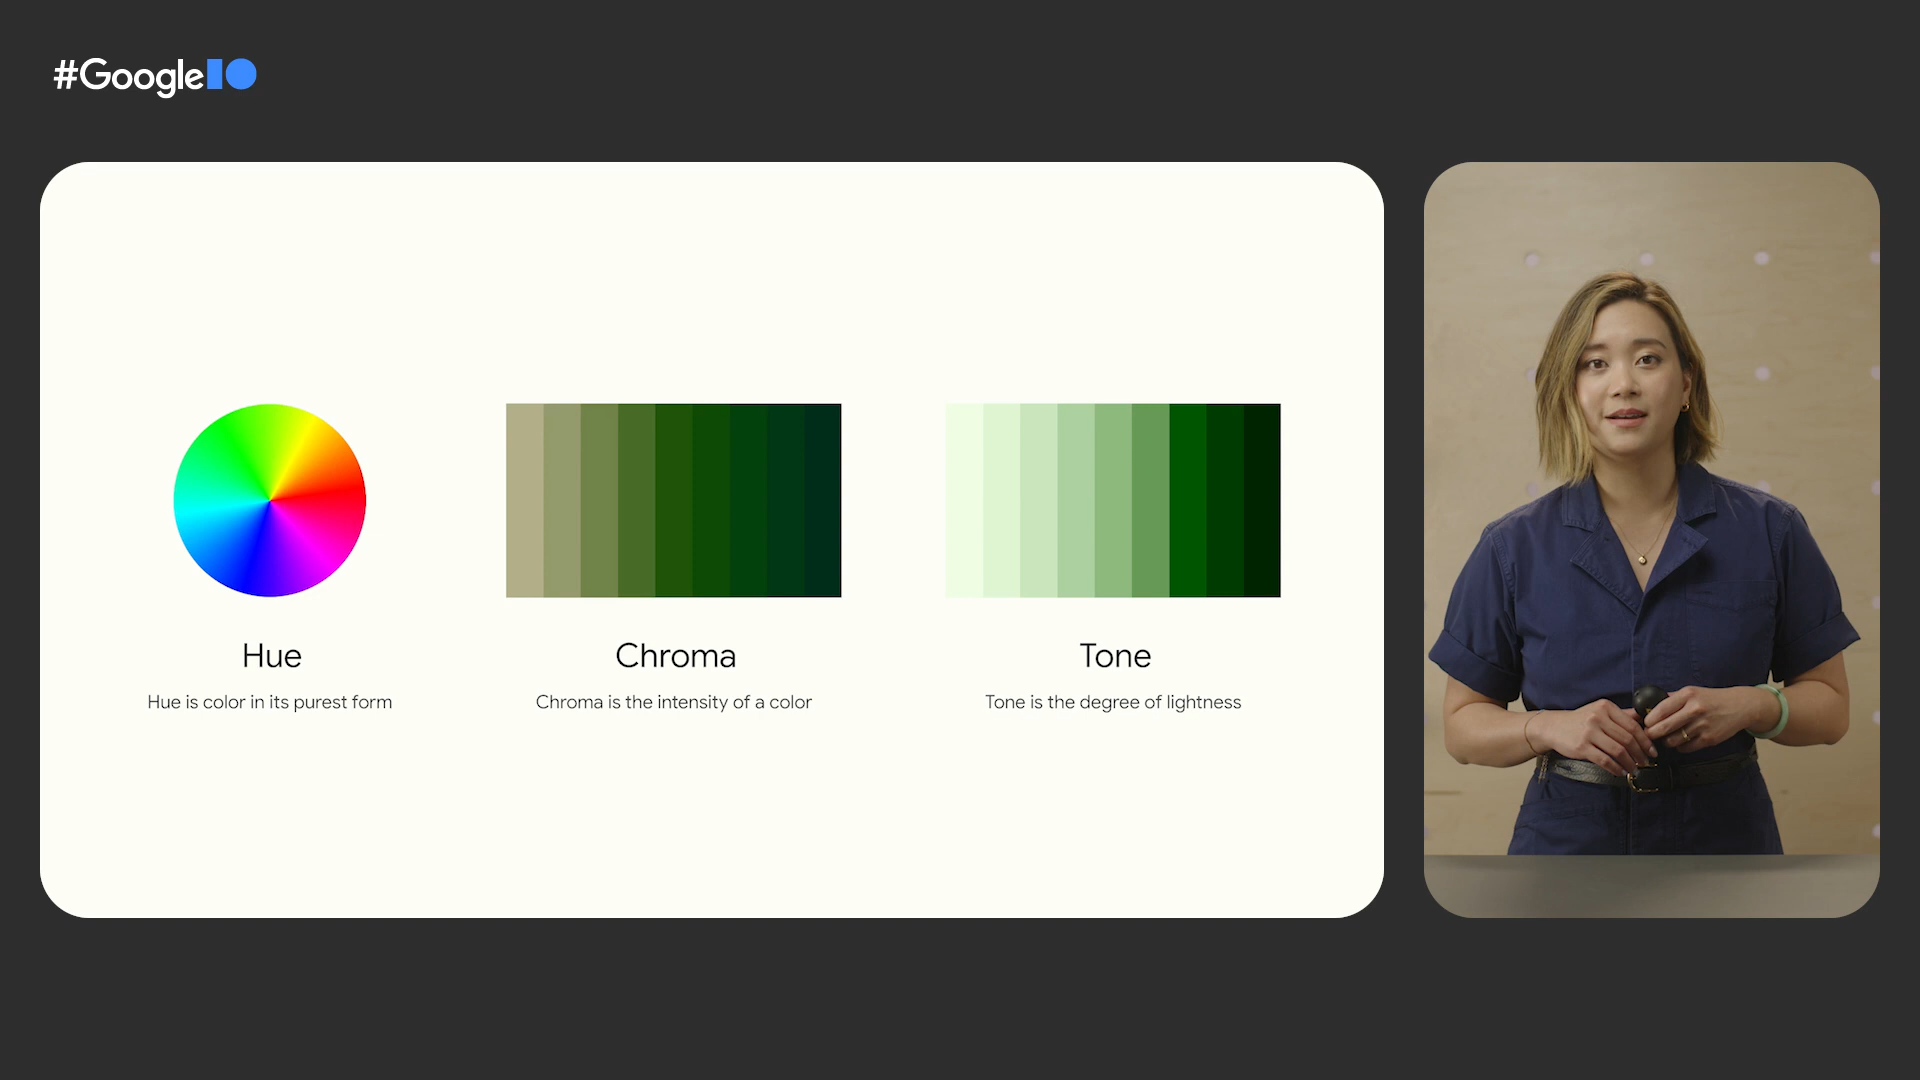 #GoogleIO
Hue
Hue is color in its purest form
Chroma
Chroma is the intensity of a color
Tone
Tone is the degree of lightness